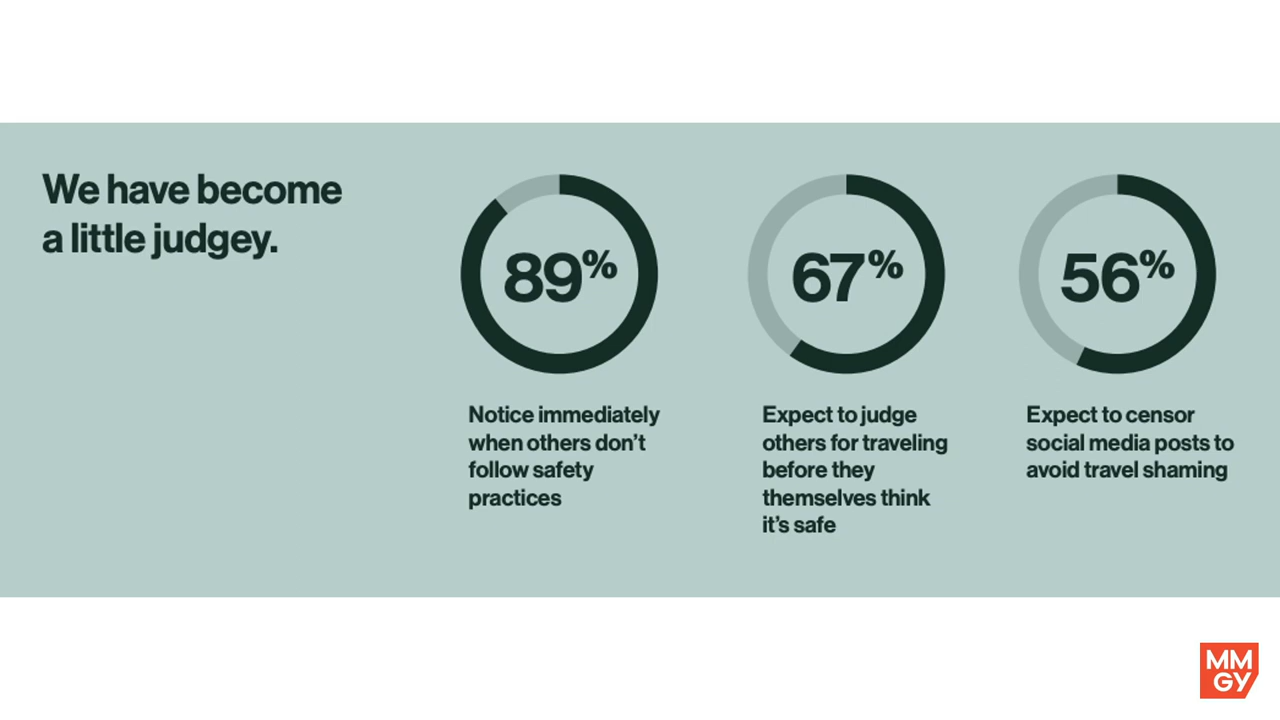 We have become
a little judgey.
89%
Notice immediately
when others don’t
follow safety
practices
67%
Expect to judge
others for traveling
before they
themselves think
it’s safe
56%
Expect to censor
social media posts to
avoid travel shaming
MM
GY